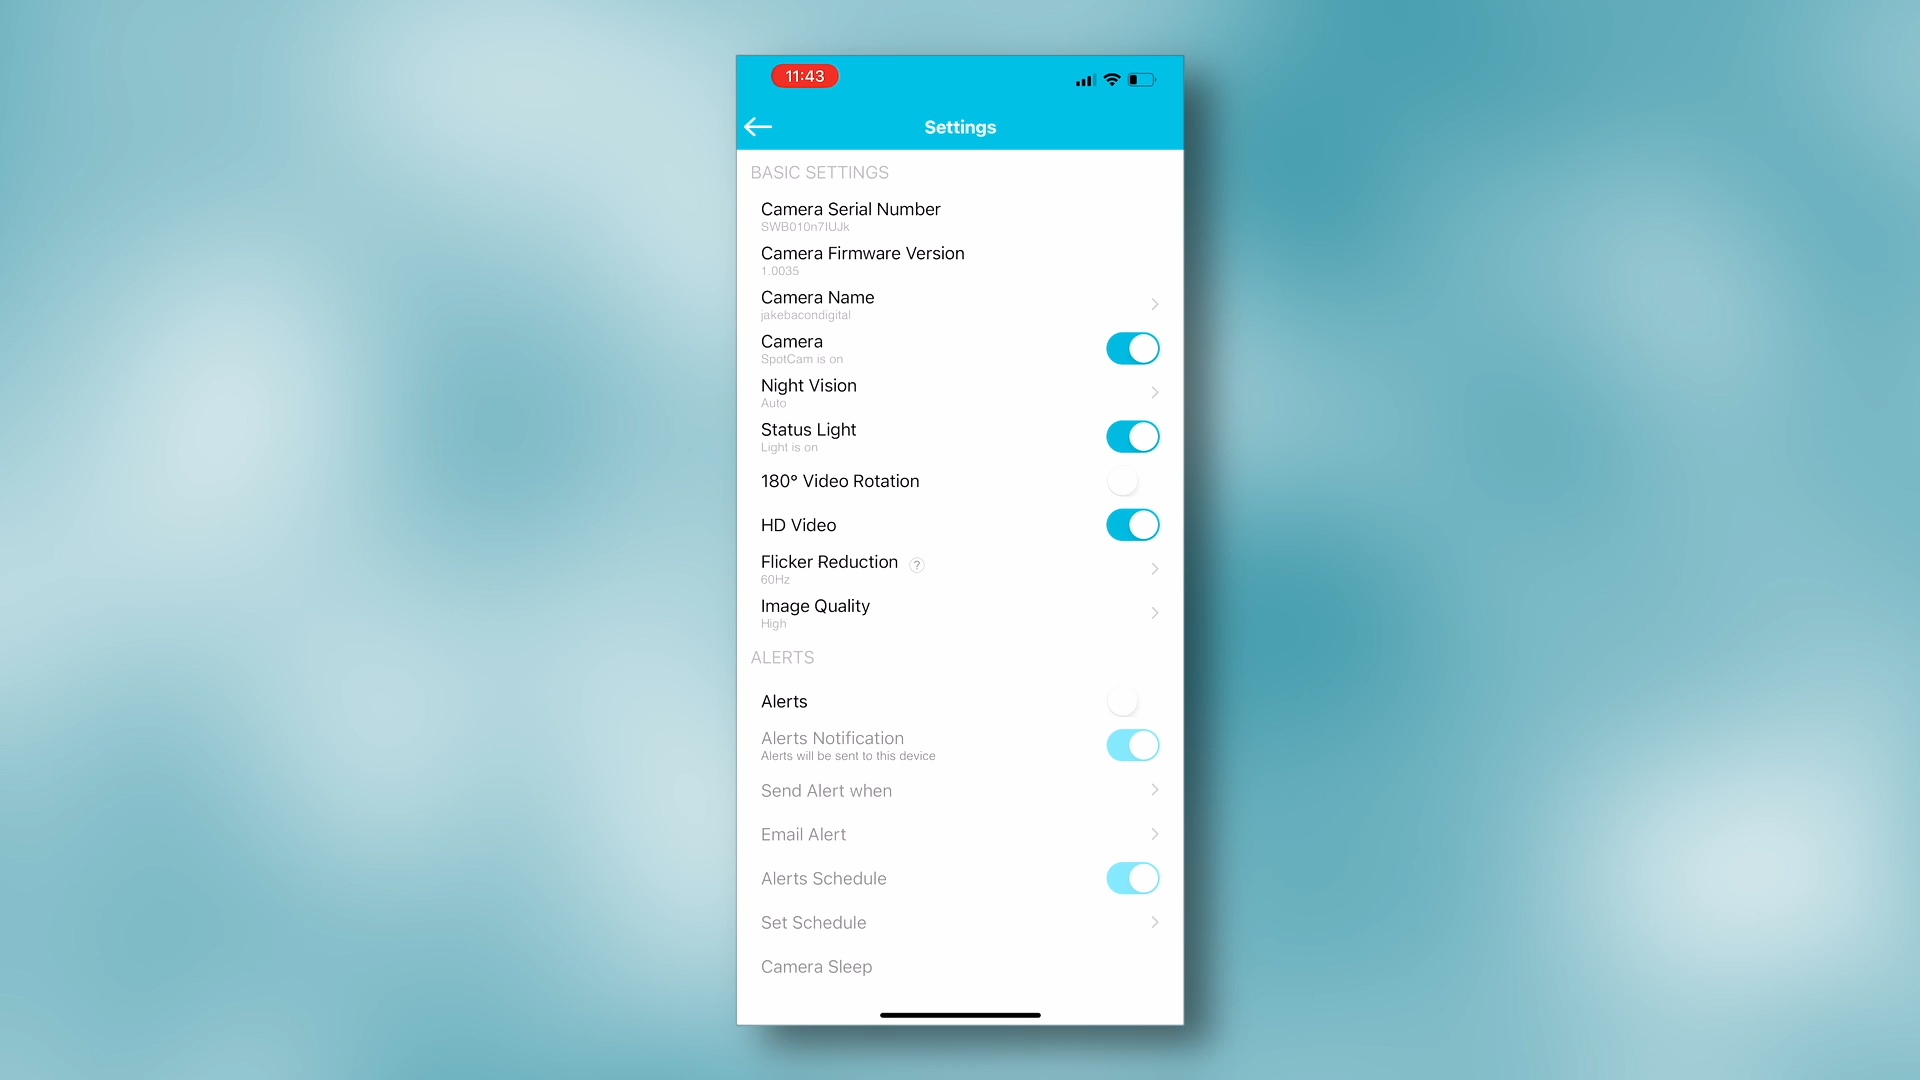 11:43
Settings
BASIC SETTINGS
Camera Serial Number
SWB010n7IUJk
Camera Firmware Version
1.0035
Camera Name
jakebacondigital
Camera
SpotCam is on
Night Vision
Auto
Status Light
Light is on
180° Video Rotation
HD Video
Flicker Reduction ?
60Hz
Image Quality
High
ALERTS
Alerts
Alerts Notification
Alerts will be sent to this device
Send Alert when
Email Alert
Alerts Schedule
Set Schedule
Camera Sleep